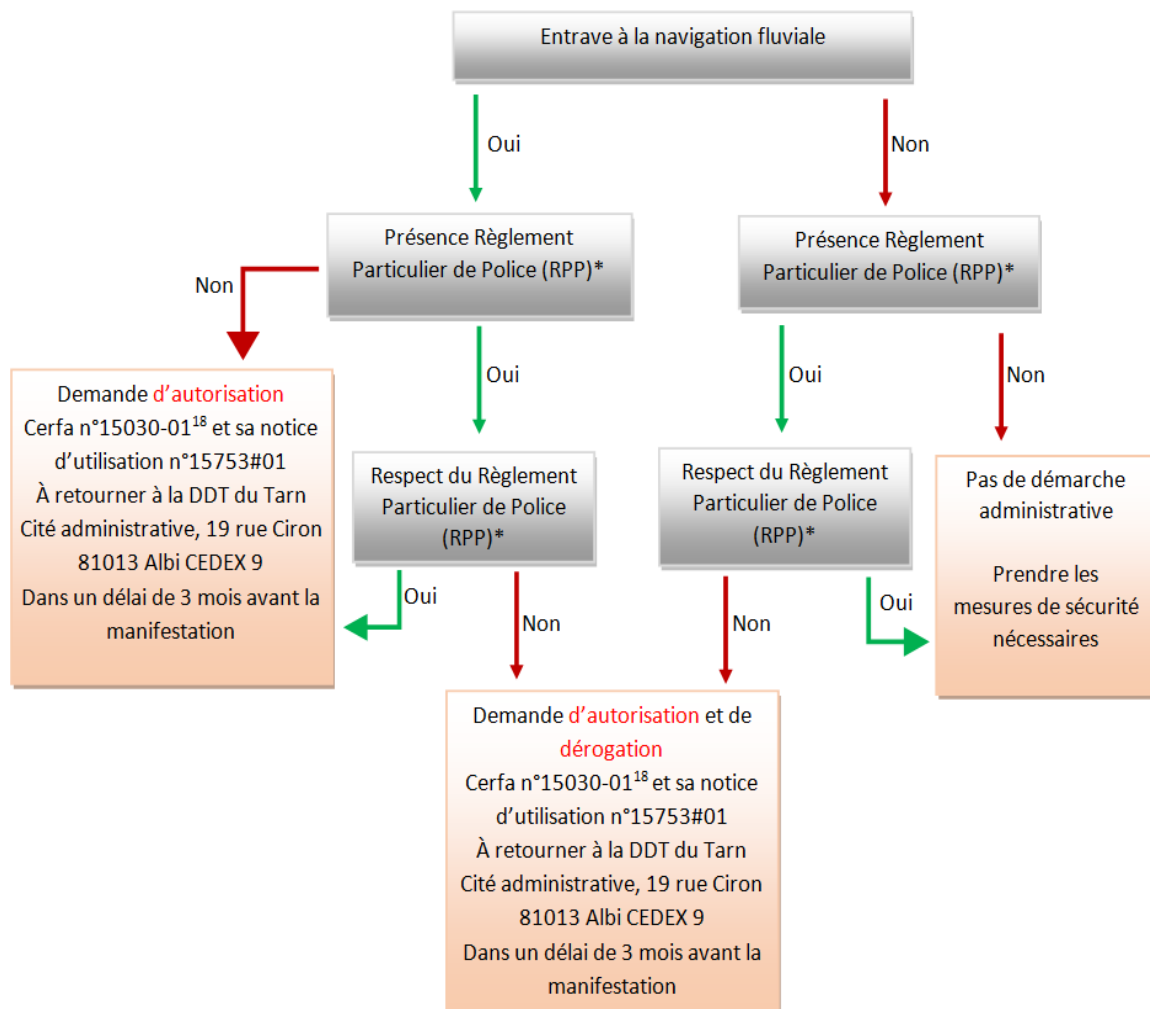 Entrave à la navigation fluviale
Oui
Non
Présence Règlement
Particulier de Police (RPP)*
Présence Règlement
Particulier de Police (RPP)*
Non
Oui
Oui
Non
Demande d'autorisation
Cerfa n°15030-01¹⁸ et sa notice
d'utilisation n°15753#01
À retourner à la DDT du Tarn
Cité administrative, 19 rue Ciron
81013 Albi CEDEX 9
Dans un délai de 3 mois avant la
manifestation
Respect du Règlement
Particulier de Police
(RPP)*
Respect du Règlement
Particulier de Police
(RPP)*
Pas de démarche
administrative
Prendre les
mesures de sécurité
nécessaires
Oui
Non
Non
Oui
Demande d'autorisation et de
dérogation
Cerfa n°15030-01¹⁸ et sa notice
d'utilisation n°15753#01
À retourner à la DDT du Tarn
Cité administrative, 19 rue Ciron
81013 Albi CEDEX 9
Dans un délai de 3 mois avant la
manifestation